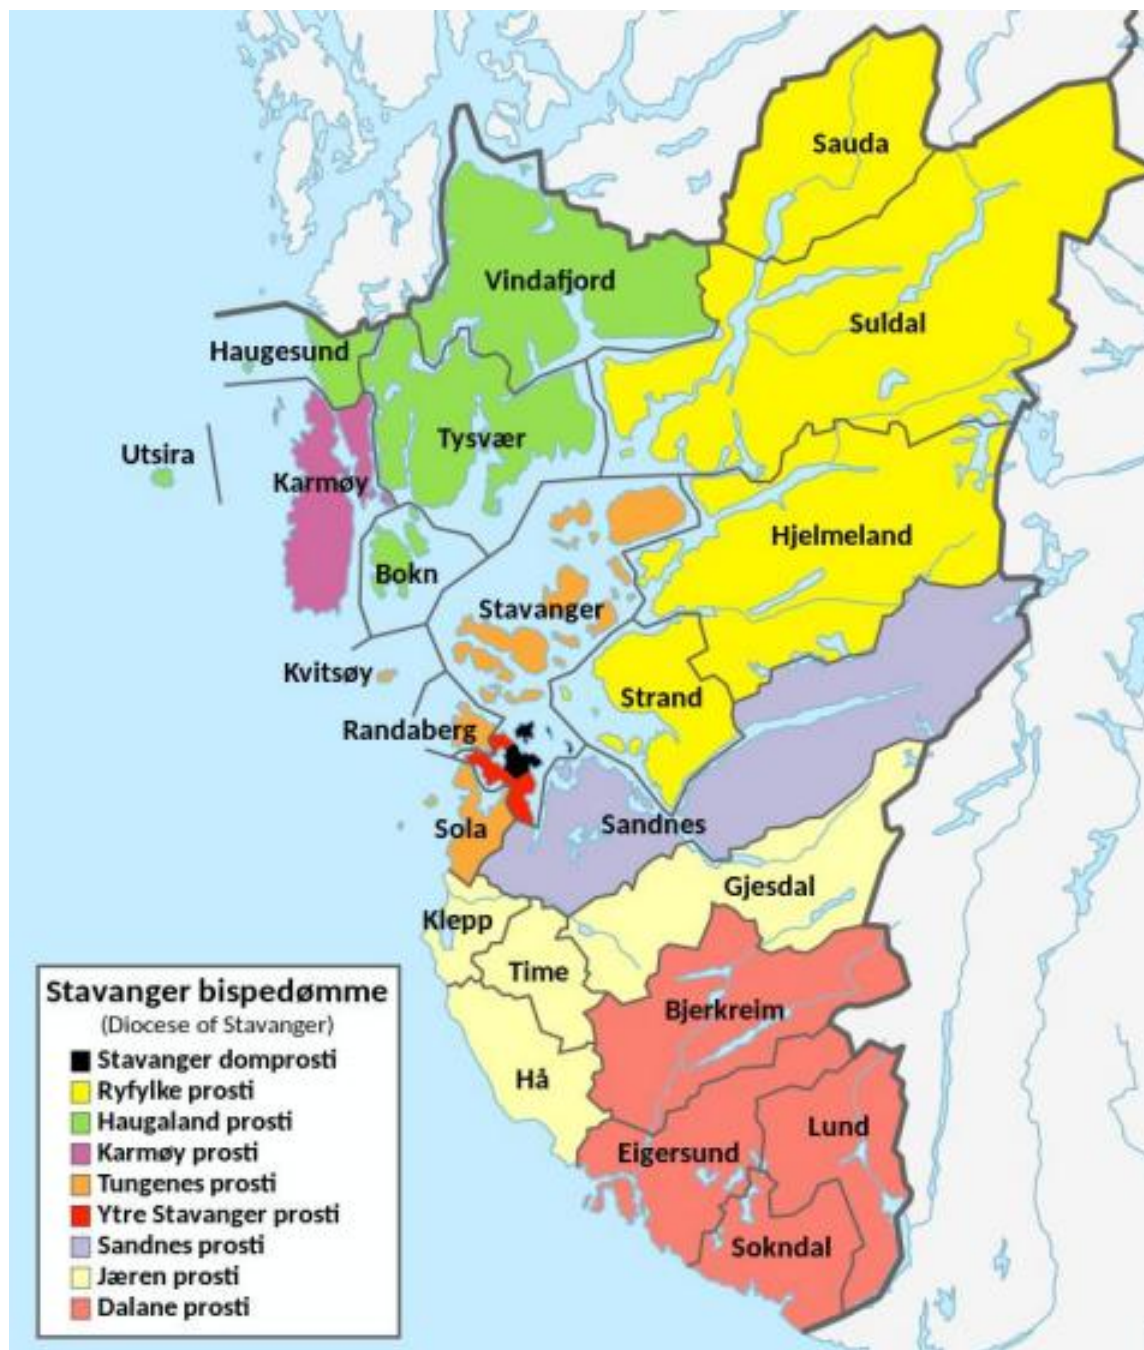 Sauda
Vindafjord
Suldal
Haugesund
Tysvær
Utsira
Karmøy
Hjelmeland
Bokn
Stavanger
Kvitsøy
Strand
Randaberg
Sola
Sandnes
Gjesdal
Klepp
Time
Bjerkreim
Hå
Lund
Eigersund
Sokndal
Stavanger bispedømme
(Diocese of Stavanger)
Stavanger domprosti
Ryfylke prosti
Haugaland prosti
Karmøy prosti
Tungenes prosti
Ytre Stavanger prosti
Sandnes prosti
Jæren prosti
Dalane prosti